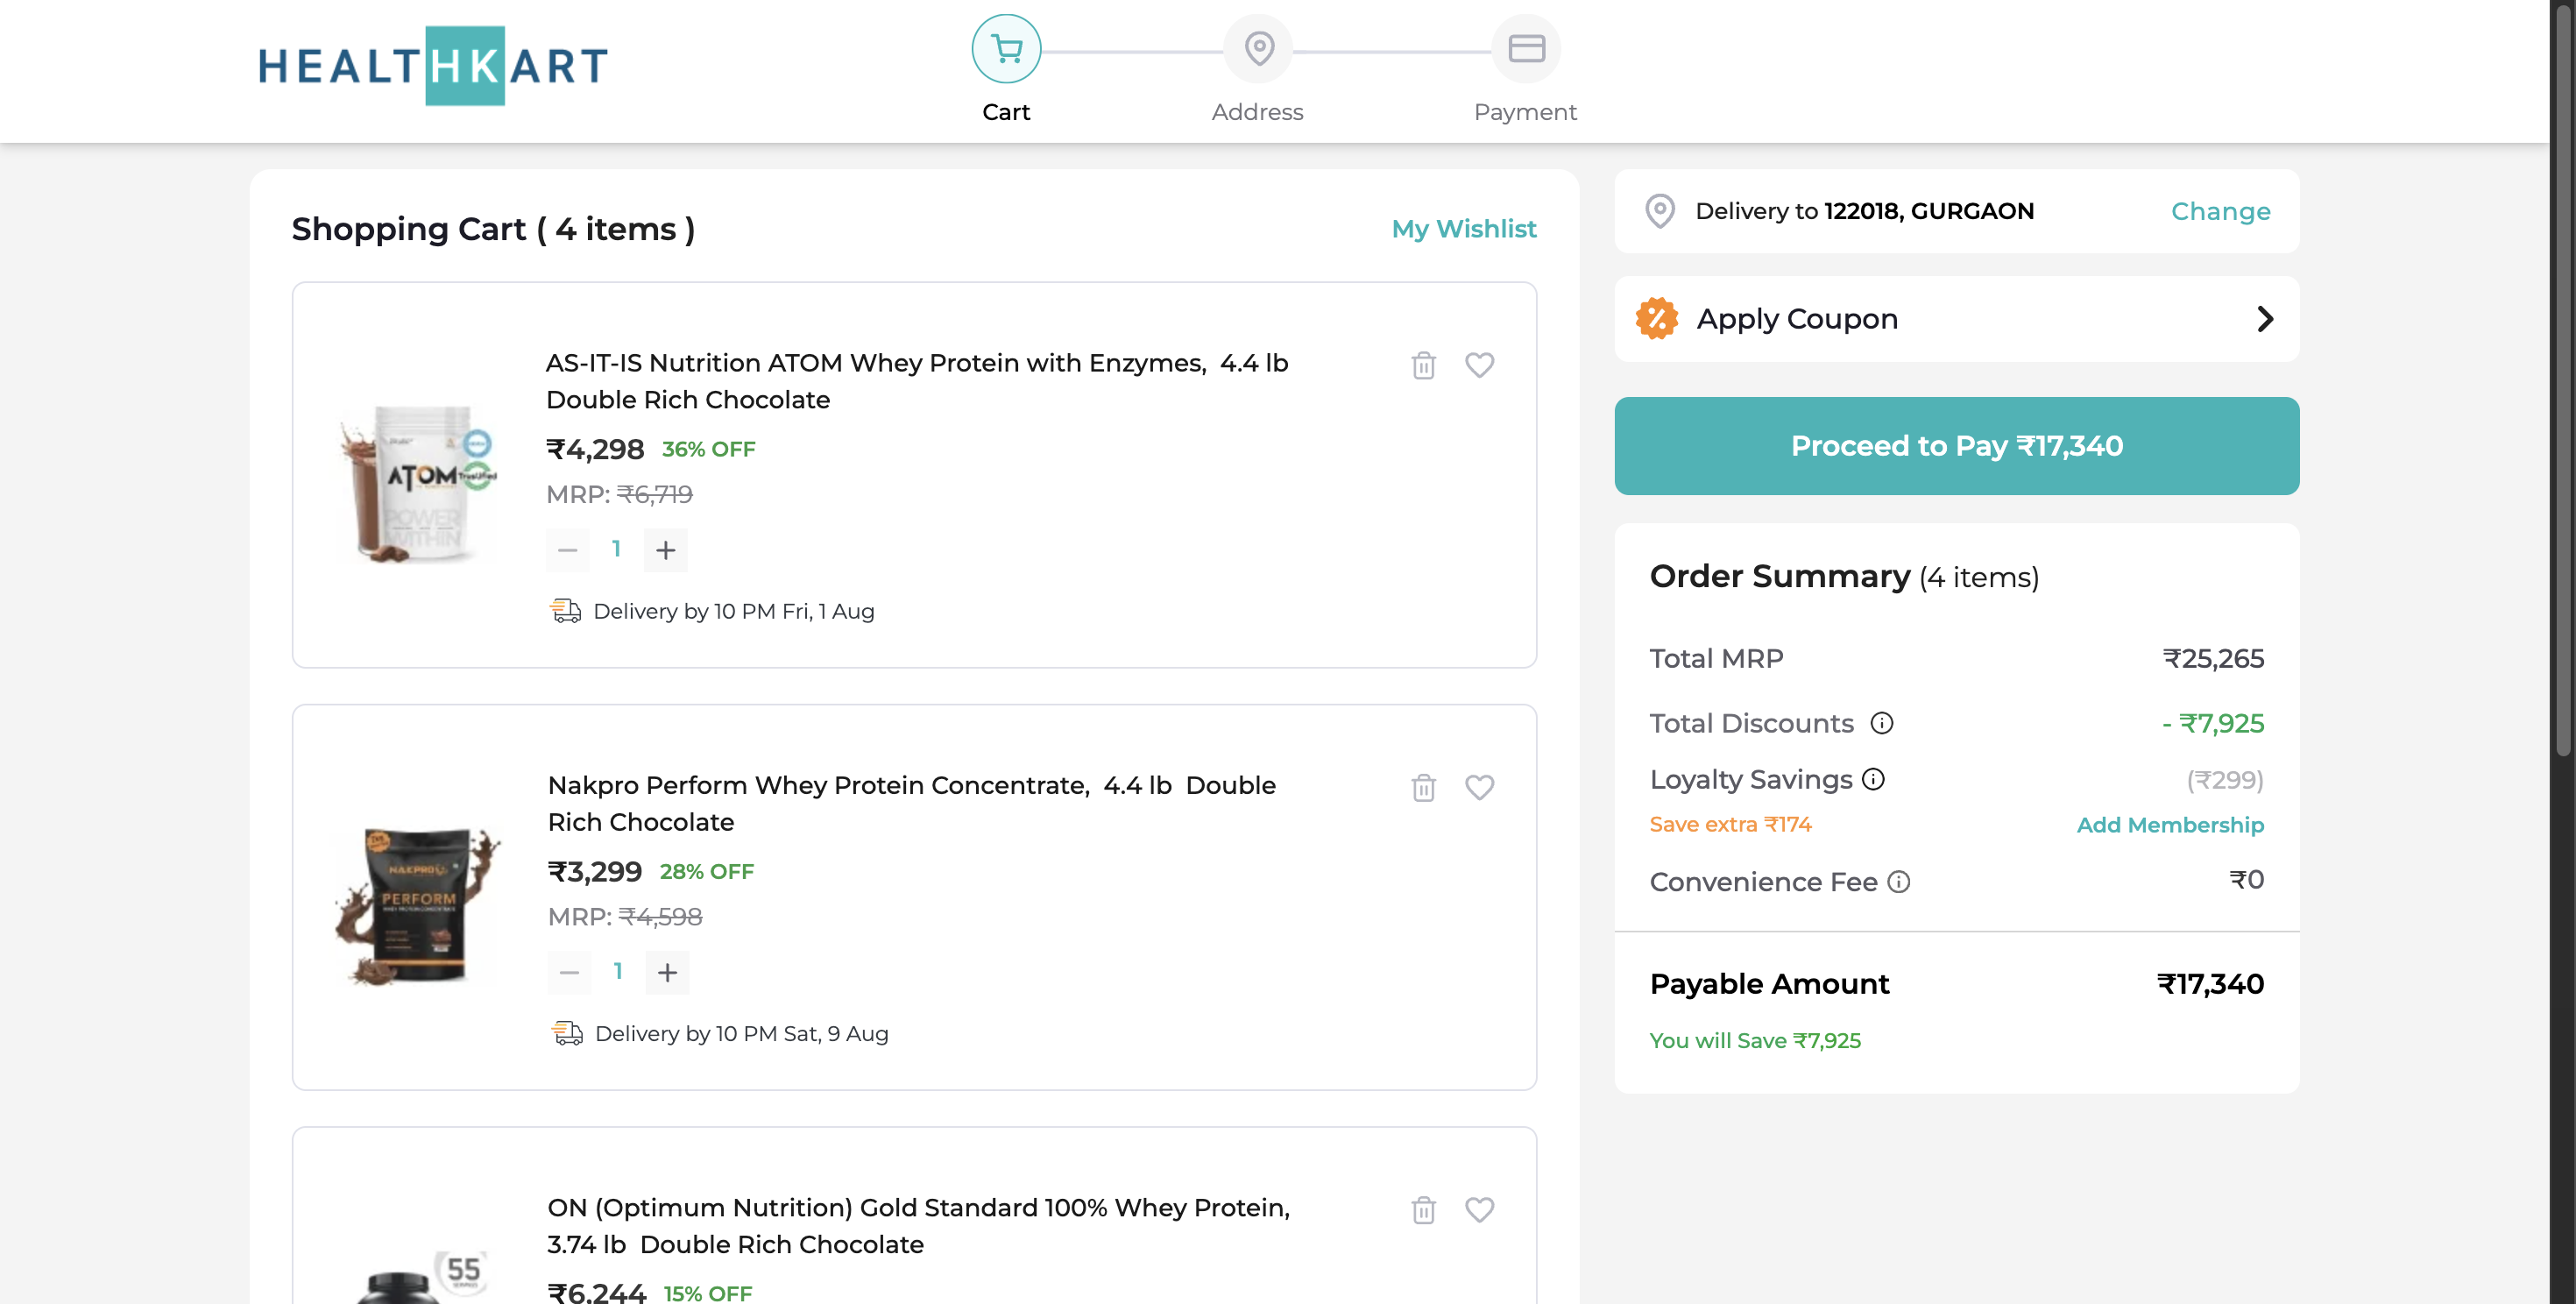 HEALTHKART
Cart
Address
Payment
Shopping Cart ( 4 items )
My Wishlist
AS-IT-IS Nutrition ATOM Whey Protein with Enzymes, 4.4 lb
Double Rich Chocolate
₹4,298 36% OFF
MRP: ₹6,719
1
Delivery by 10 PM Fri, 1 Aug
ATOM
POWER
WITHIN
Nakpro Perform Whey Protein Concentrate, 4.4 lb Double
Rich Chocolate
₹3,299 28% OFF
MRP: ₹4,598
1
Delivery by 10 PM Sat, 9 Aug
NAKPRO
PERFORM
ON (Optimum Nutrition) Gold Standard 100% Whey Protein,
3.74 lb Double Rich Chocolate
₹6,244 15% OFF
55
Delivery to 122018, GURGAON
Change
Apply Coupon
Proceed to Pay ₹17,340
Order Summary (4 items)
Total MRP ₹25,265
Total Discounts - ₹7,925
Loyalty Savings (₹299)
Save extra ₹174 Add Membership
Convenience Fee ₹0
Payable Amount ₹17,340
You will Save ₹7,925